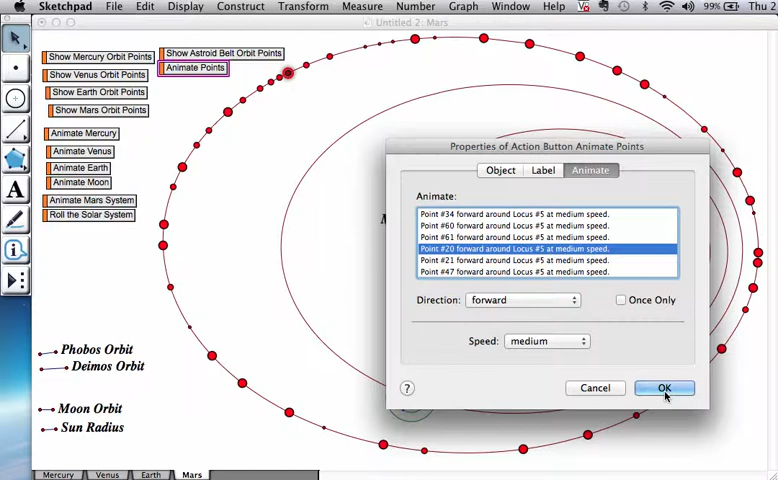 Sketchpad File Edit Display Construct Transform Measure Number Graph Window Help 99% Thu 2
Untitled 2: Mars
Show Mercury Orbit Points
Show Astroid Belt Orbit Points
Animate Points
Show Venus Orbit Points
Show Earth Orbit Points
Show Mars Orbit Points
Animate Mercury
Animate Venus
Animate Earth
Animate Moon
Animate Mars System
Roll the Solar System
A
Properties of Action Button Animate Points
Object Label Animate
Animate:
Point #34 forward around Locus #5 at medium speed.
Point #60 forward around Locus #5 at medium speed.
Point #61 forward around Locus #5 at medium speed.
Point #20 forward around Locus #5 at medium speed.
Point #21 forward around Locus #5 at medium speed.
Point #47 forward around Locus #5 at medium speed.
Direction: forward Once Only
Speed: medium
? Cancel OK
Phobos Orbit
Deimos Orbit
Moon Orbit
Sun Radius
Mercury Venus Earth Mars